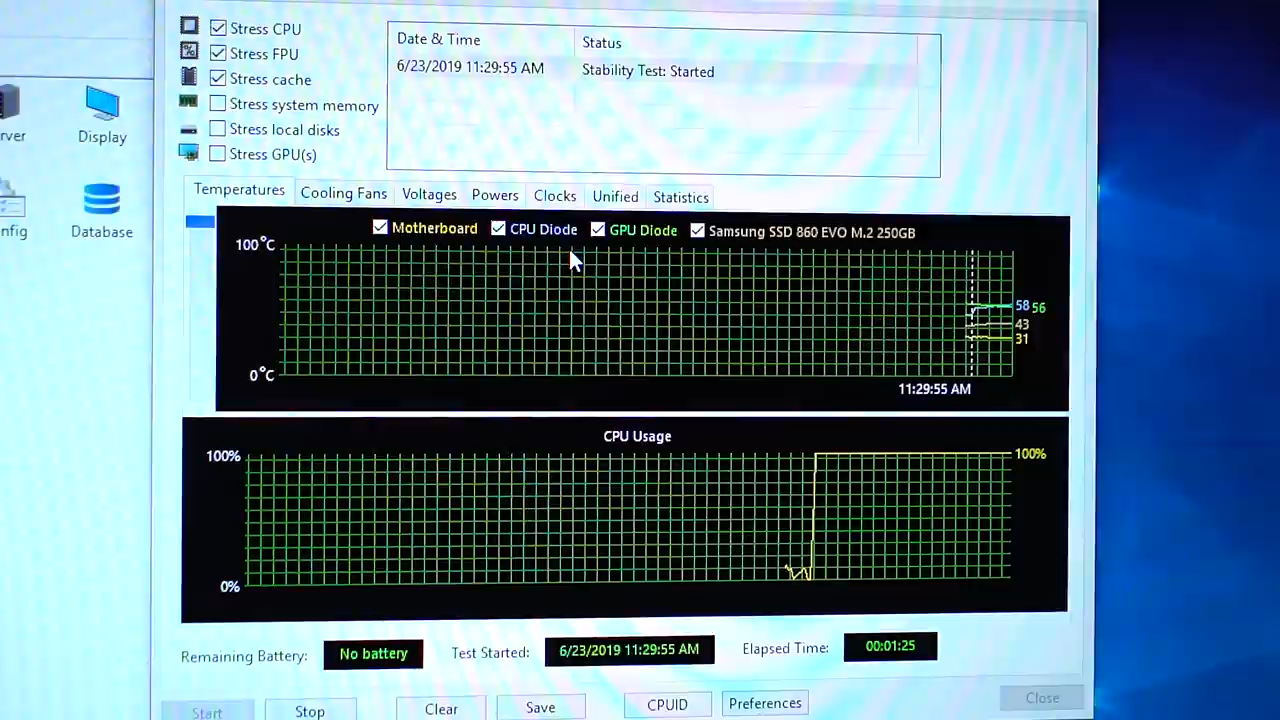 Stress CPU
Stress FPU
Stress cache
Stress system memory
Stress local disks
Stress GPU(s)
Date & Time Status
6/23/2019 11:29:55 AM Stability Test: Started
rver Display
nfig Database
Temperatures Cooling Fans Voltages Powers Clocks Unified Statistics
Motherboard CPU Diode GPU Diode Samsung SSD 860 EVO M.2 250GB
100°C
58 56
43
31
0°C
11:29:55 AM
CPU Usage
100% 100%
0%
Remaining Battery: No battery Test Started: 6/23/2019 11:29:55 AM Elapsed Time: 00:01:25
Start Stop Clear Save CPUID Preferences Close